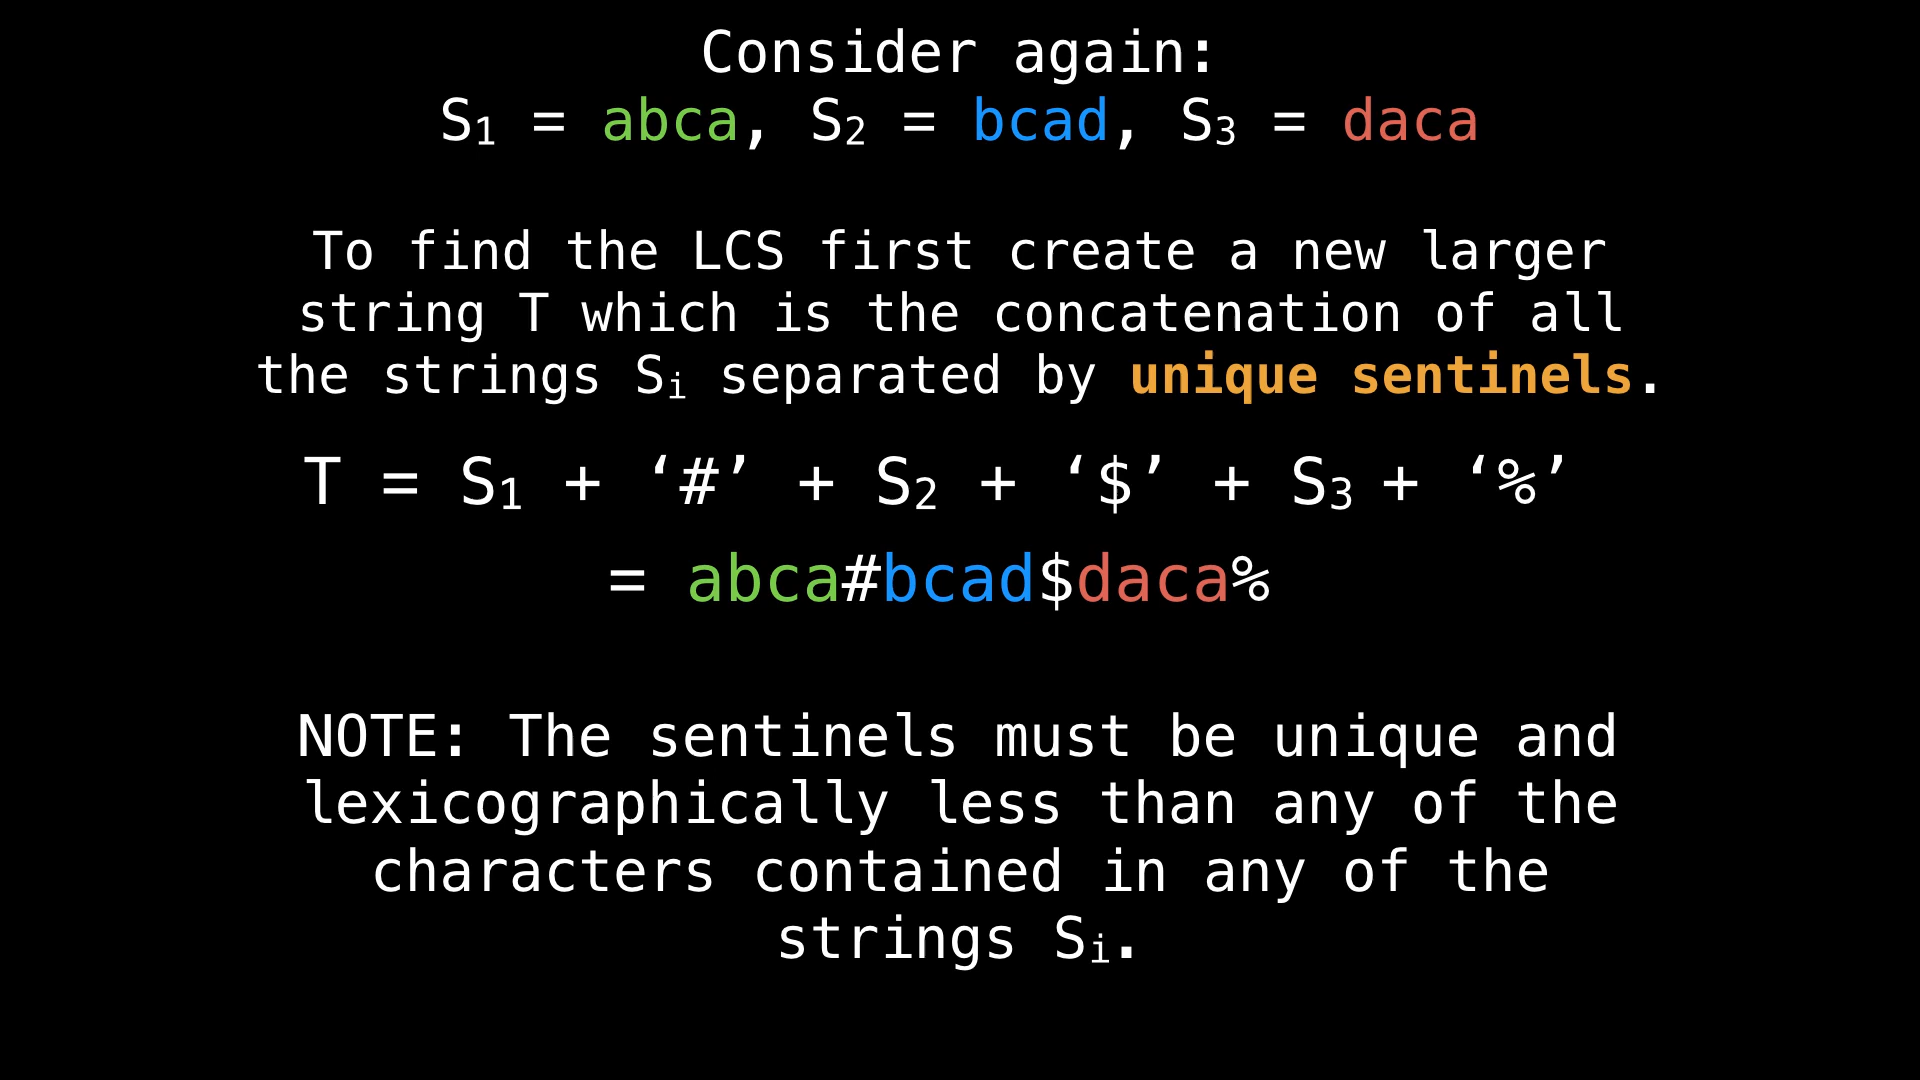 Consider again:
S₁ = abca, S₂ = bcad, S₃ = daca
To find the LCS first create a new larger
string T which is the concatenation of all
the strings Sᵢ separated by unique sentinels.
T = S₁ + ‘#’ + S₂ + ‘$’ + S₃ + ‘%’
= abca#bcad$daca%
NOTE: The sentinels must be unique and
lexicographically less than any of the
characters contained in any of the
strings Sᵢ.